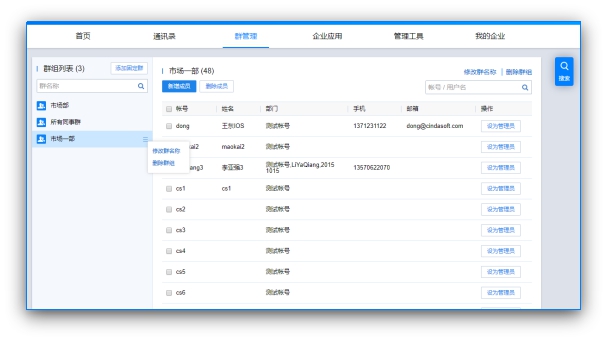 首页 通讯录 群管理 企业应用 管理工具 我的企业
群组列表 (3) 添加固定群
群名称
市场部
所有同事群
市场一部
修改群名称
删除群组
市场一部 (48) 修改群名称 | 删除群组
新增成员 删除成员 帐号 / 用户名
搜索
帐号 姓名 部门 手机 邮箱 操作
dong 王东IOS 测试帐号 1371231122 dong@cindasoft.com 设为管理员
kai2 maokai2 测试帐号 设为管理员
ang3 李亚强3 测试帐号,LiYaQiang,2015 13570622070 设为管理员
1015
cs1 cs1 测试帐号 设为管理员
cs2 测试帐号 设为管理员
cs3 测试帐号 设为管理员
cs4 测试帐号 设为管理员
cs5 测试帐号 设为管理员
cs6 测试帐号 设为管理员